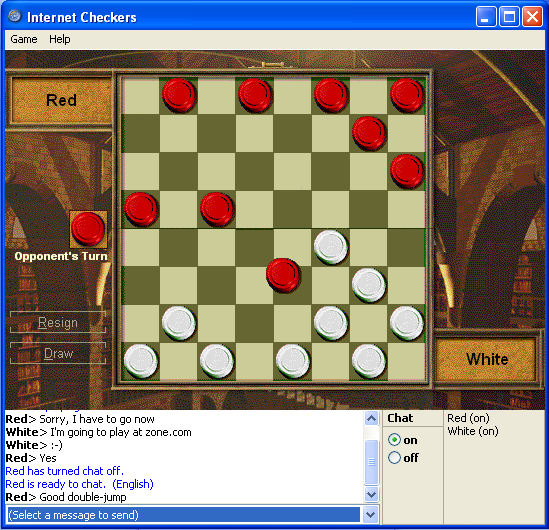 Internet Checkers
Game Help
Red
Opponent's Turn
Resign
Draw
White
Red> Sorry, I have to go now
White> I'm going to play at zone.com
White> :-)
Red> Yes
Red has turned chat off.
Red is ready to chat. (English)
Red> Good double-jump
(Select a message to send)
Chat
on
off
Red (on)
White (on)